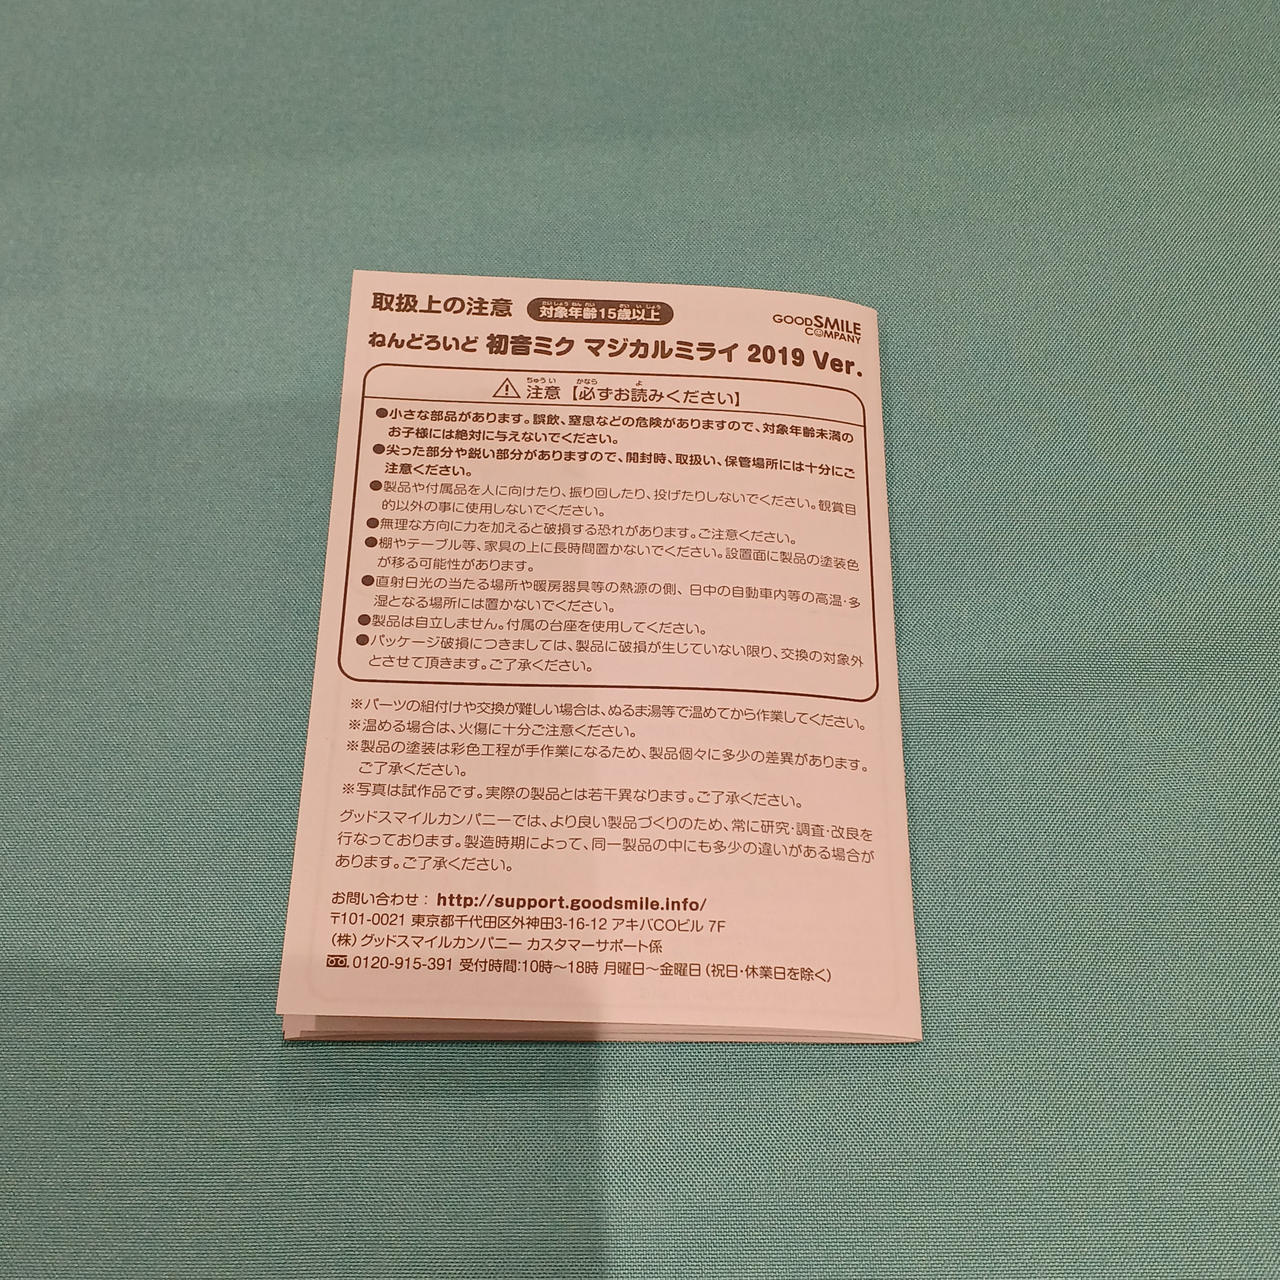 取扱上の注意 対象年齢15歳以上
GOOD SMILE COMPANY
ねんどろいど 初音ミク マジカルミライ 2019 Ver.
注意【必ずお読みください】
●小さな部品があります。誤飲、窒息などの危険がありますので、対象年齢未満の
お子様には絶対に与えないでください。
●尖った部分や鋭い部分がありますので、開封時、取扱い、保管場所には十分にご
注意ください。
●製品や付属品を人に向けたり、振り回したり、投げたりしないでください。観賞目
的以外の事に使用しないでください。
●無理な方向に力を加えると破損する恐れがあります。ご注意ください。
●棚やテーブル等、家具の上に長時間置かないでください。設置面に製品の塗装色
が移る可能性があります。
●直射日光の当たる場所や暖房器具等の熱源の側、日中の自動車内等の高温・多
湿となる場所には置かないでください。
●製品は自立しません。付属の台座を使用してください。
●パッケージ破損につきましては、製品に破損が生じていない限り、交換の対象外
とさせて頂きます。ご了承ください。
※パーツの組付けや交換が難しい場合は、ぬるま湯等で温めてから作業してください。
※温める場合は、火傷に十分ご注意ください。
※製品の塗装は彩色工程が手作業になるため、製品個々に多少の差異があります。
ご了承ください。
※写真は試作品です。実際の製品とは若干異なります。ご了承ください。
グッドスマイルカンパニーでは、より良い製品づくりのため、常に研究・調査・改良を
行なっております。製造時期によって、同一製品の中にも多少の違いがある場合が
あります。ご了承ください。
お問い合わせ： http://support.goodsmile.info/
〒101-0021 東京都千代田区外神田3-16-12 アキバCOビル 7F
（株）グッドスマイルカンパニー カスタマーサポート係
0120-915-391 受付時間:10時～18時 月曜日～金曜日（祝日・休業日を除く）